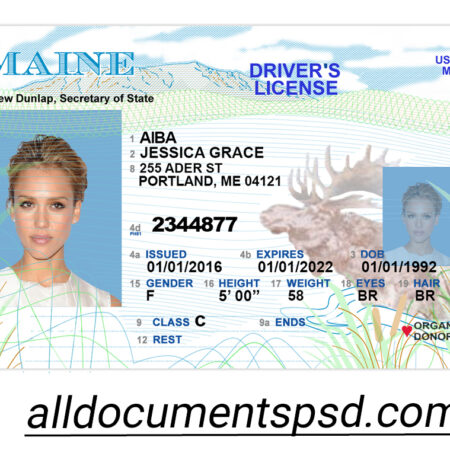 MAINE
DRIVER'S
LICENSE
US
M
ew Dunlap, Secretary of State
1 AIBA
2 JESSICA GRACE
8 255 ADER ST
PORTLAND, ME 04121
4d 2344877
4a ISSUED 4b EXPIRES 3 DOB
01/01/2016 01/01/2022 01/01/1992
15 GENDER 16 HEIGHT 17 WEIGHT 18 EYES 19 HAIR
F 5' 00" 58 BR BR
9 CLASS C 9a ENDS
12 REST
ORGAN
DONOR
alldocumentspsd.com